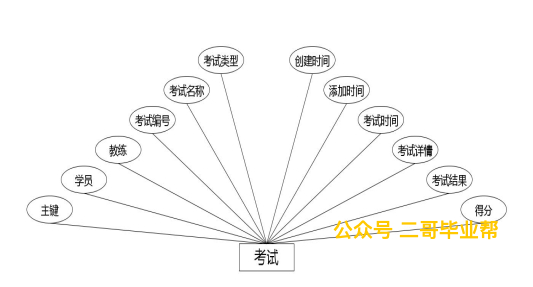 考试类型
创建时间
考试名称
添加时间
考试编号
考试时间
教练
考试详情
学员
考试结果
主键
得分
公众号 二哥毕业帮
考试